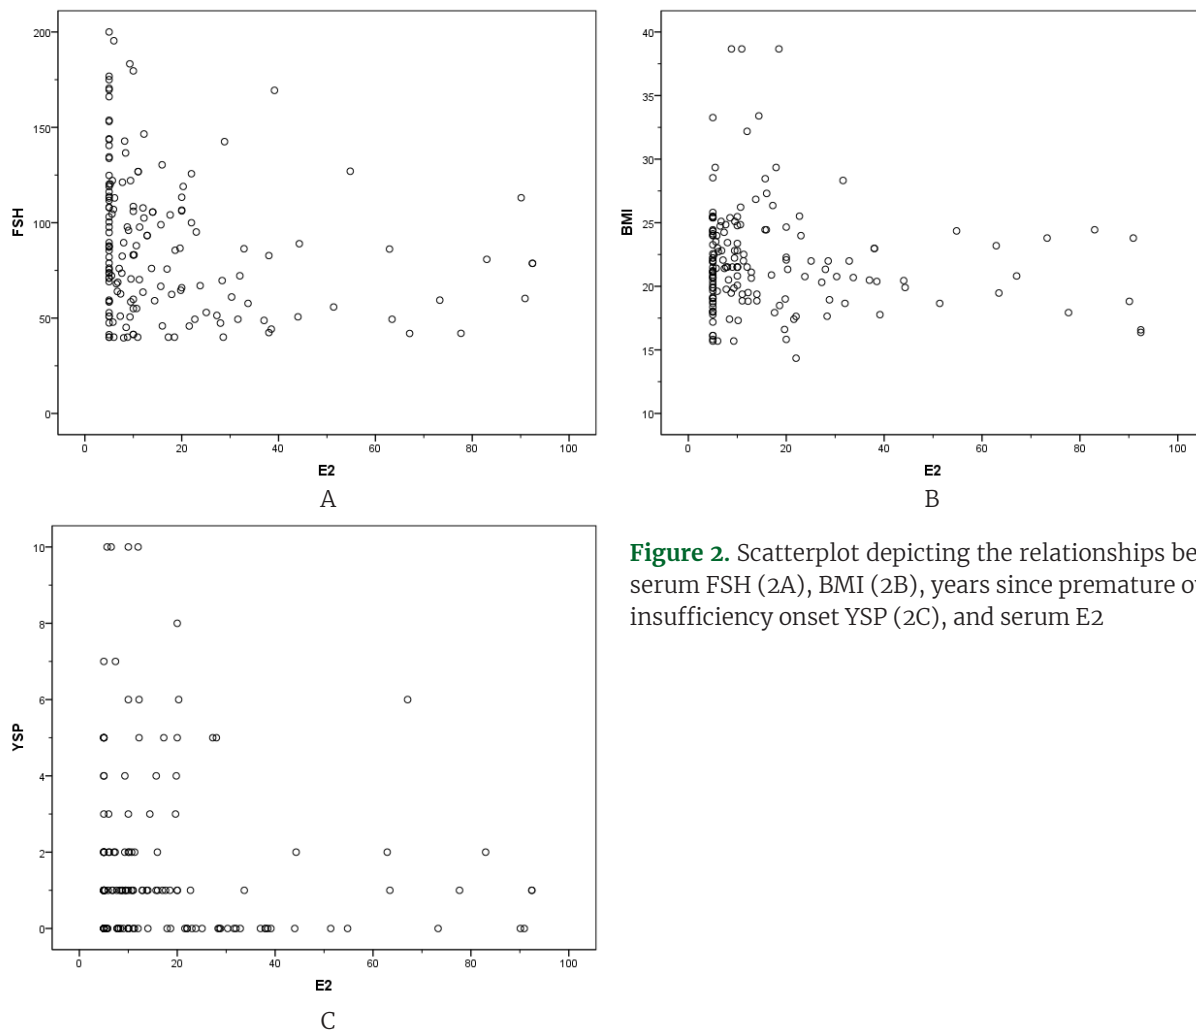 200
150
100
50
0
FSH
0 20 40 60 80 100
E2
A
40
35
30
25
20
15
10
BMI
0 20 40 60 80 100
E2
B
10
8
6
4
2
0
YSP
0 20 40 60 80 100
E2
C
Figure 2. Scatterplot depicting the relationships be
serum FSH (2A), BMI (2B), years since premature o
insufficiency onset YSP (2C), and serum E2